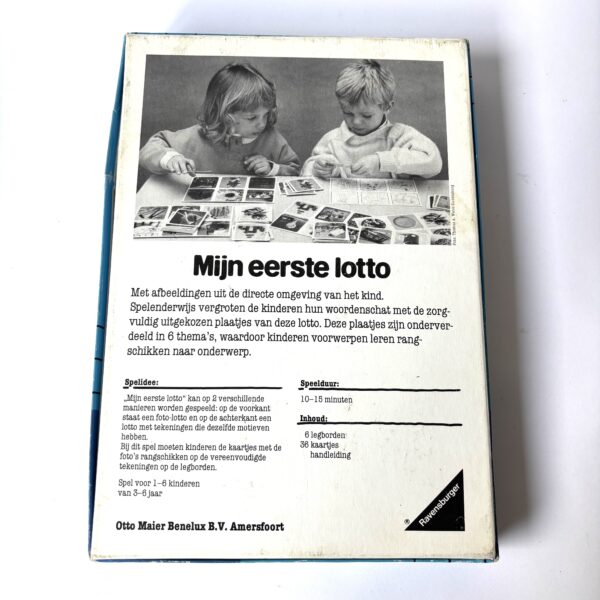 Mijn eerste lotto
Met afbeeldingen uit de directe omgeving van het kind.
Spelenderwijs vergroten de kinderen hun woordenschat met de zorg-
vuldig uitgekozen plaatjes van deze lotto. Deze plaatjes zijn onderver-
deeld in 6 thema's, waardoor kinderen voorwerpen leren rang-
schikken naar onderwerp.
Spelidee:
„Mijn eerste lotto" kan op 2 verschillende
manieren worden gespeeld: op de voorkant
staat een foto-lotto en op de achterkant een
lotto met tekeningen die dezelfde motieven
hebben.
Bij dit spel moeten kinderen de kaartjes met de
foto's rangschikken op de vereenvoudigde
tekeningen op de legborden.
Spel voor 1–6 kinderen
van 3–6 jaar
Speelduur:
10–15 minuten
Inhoud:
6 legborden
36 kaartjes
handleiding
Otto Maier Benelux B.V. Amersfoort
® Ravensburger